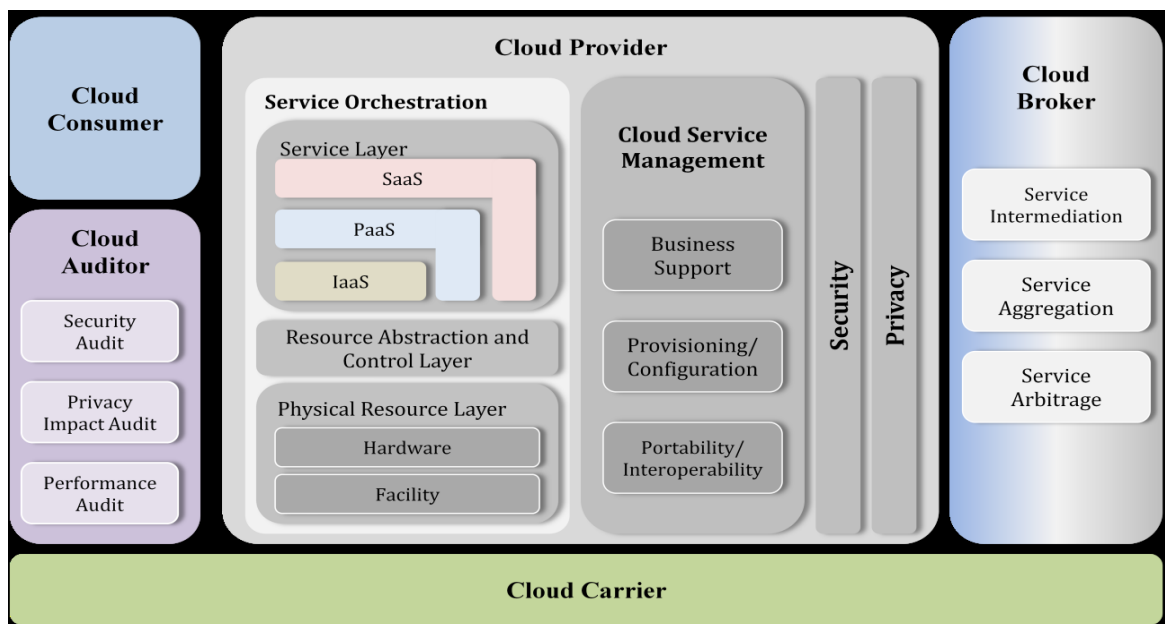 Cloud
Consumer
Cloud
Auditor
Security
Audit
Privacy
Impact Audit
Performance
Audit
Cloud Provider
Service Orchestration
Service Layer
SaaS
PaaS
IaaS
Resource Abstraction and
Control Layer
Physical Resource Layer
Hardware
Facility
Cloud Service
Management
Business
Support
Provisioning/
Configuration
Portability/
Interoperability
Security
Privacy
Cloud
Broker
Service
Intermediation
Service
Aggregation
Service
Arbitrage
Cloud Carrier